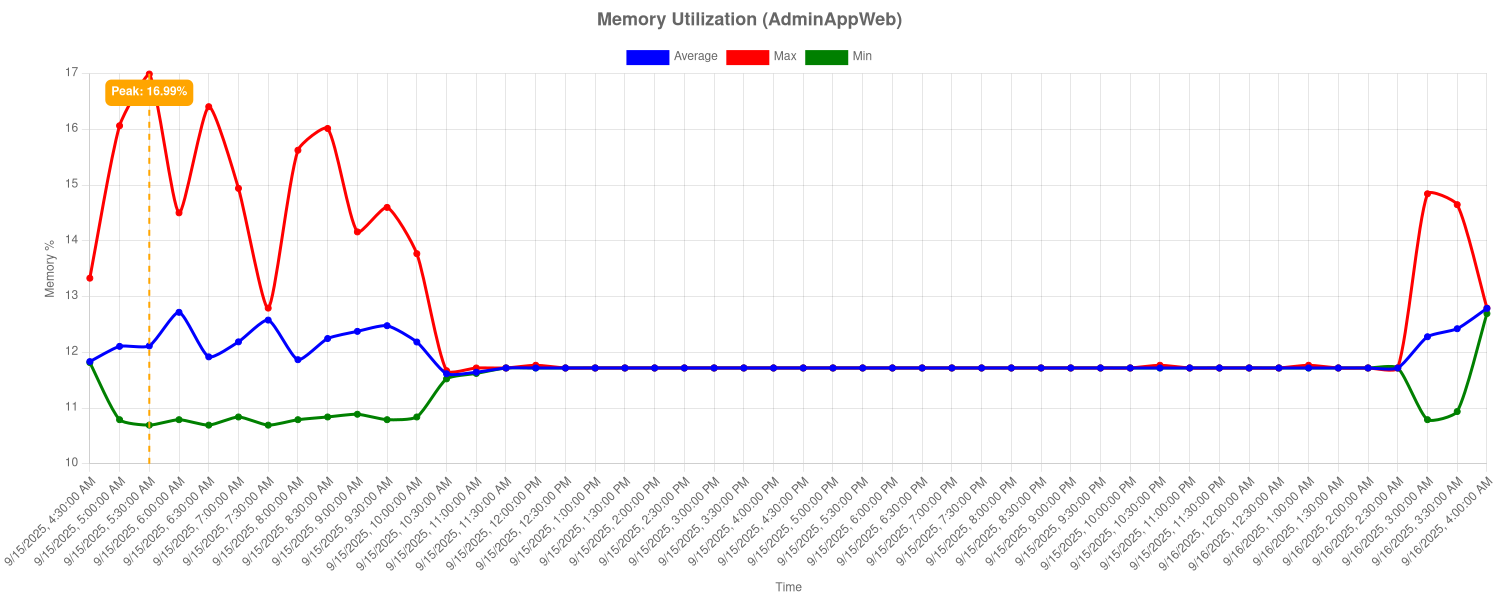 Memory Utilization (AdminAppWeb)
Average
Max
Min
17
Peak: 16.99%
16
15
14
13
12
11
10
Memory %
9/15/2025, 4:30:00 AM
9/15/2025, 5:00:00 AM
9/15/2025, 5:30:00 AM
9/15/2025, 6:00:00 AM
9/15/2025, 6:30:00 AM
9/15/2025, 7:00:00 AM
9/15/2025, 7:30:00 AM
9/15/2025, 8:00:00 AM
9/15/2025, 8:30:00 AM
9/15/2025, 9:00:00 AM
9/15/2025, 9:30:00 AM
9/15/2025, 10:00:00 AM
9/15/2025, 10:30:00 AM
9/15/2025, 11:00:00 AM
9/15/2025, 11:30:00 AM
9/15/2025, 12:00:00 PM
9/15/2025, 12:30:00 PM
9/15/2025, 1:00:00 PM
9/15/2025, 1:30:00 PM
9/15/2025, 2:00:00 PM
9/15/2025, 2:30:00 PM
9/15/2025, 3:00:00 PM
9/15/2025, 3:30:00 PM
9/15/2025, 4:00:00 PM
9/15/2025, 4:30:00 PM
9/15/2025, 5:00:00 PM
9/15/2025, 5:30:00 PM
9/15/2025, 6:00:00 PM
9/15/2025, 6:30:00 PM
9/15/2025, 7:00:00 PM
9/15/2025, 7:30:00 PM
9/15/2025, 8:00:00 PM
9/15/2025, 8:30:00 PM
9/15/2025, 9:00:00 PM
9/15/2025, 9:30:00 PM
9/15/2025, 10:00:00 PM
9/15/2025, 10:30:00 PM
9/15/2025, 11:00:00 PM
9/15/2025, 11:30:00 PM
9/16/2025, 12:00:00 AM
9/16/2025, 12:30:00 AM
9/16/2025, 1:00:00 AM
9/16/2025, 1:30:00 AM
9/16/2025, 2:00:00 AM
9/16/2025, 2:30:00 AM
9/16/2025, 3:00:00 AM
9/16/2025, 3:30:00 AM
9/16/2025, 4:00:00 AM
Time